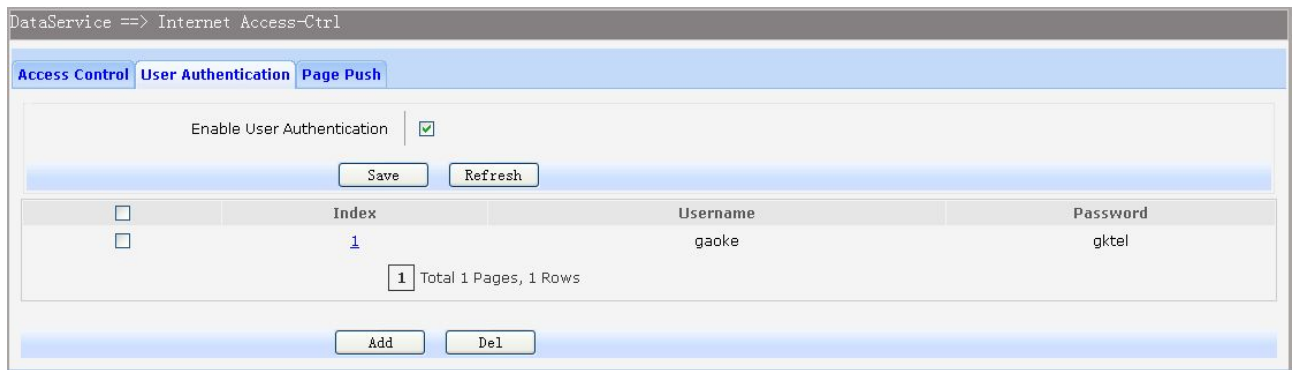 DataService ==> Internet Access-Ctrl
Access Control User Authentication Page Push
Enable User Authentication
Save Refresh
Index Username Password
1 gaoke gktel
1 Total 1 Pages, 1 Rows
Add Del